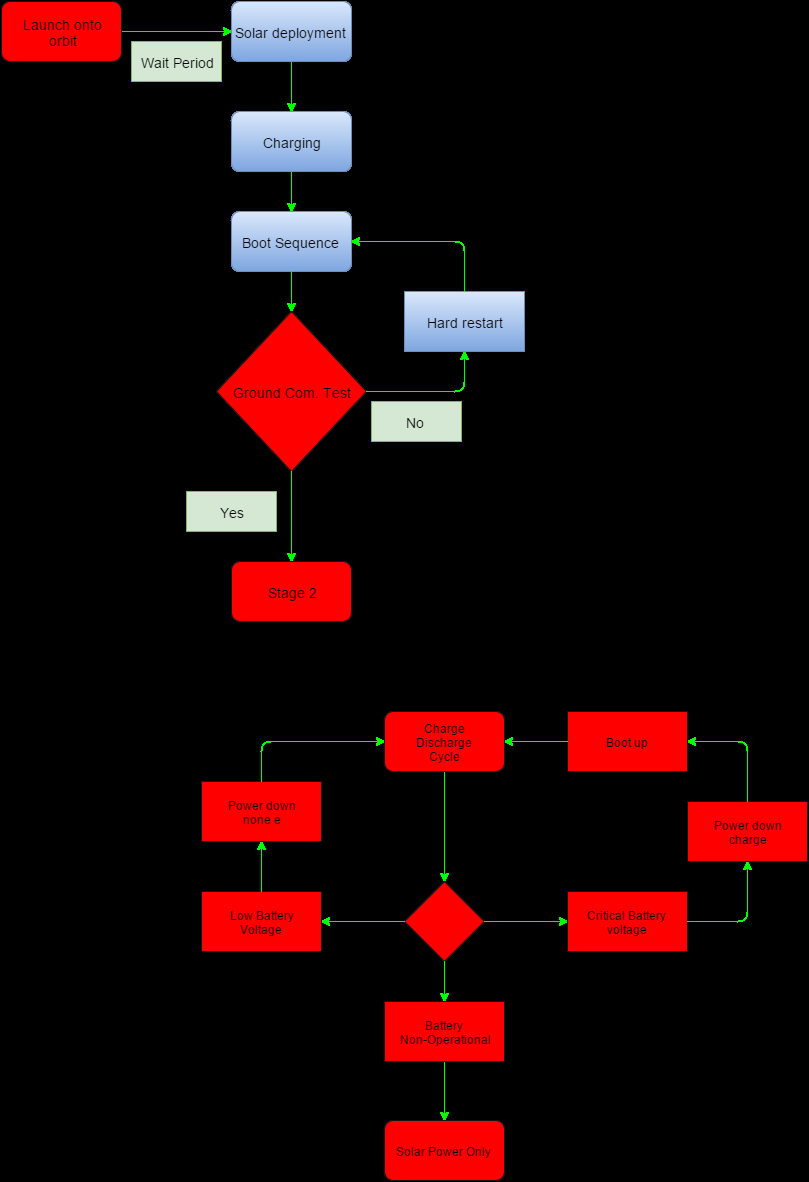 Launch onto
orbit
Solar deployment
Wait Period
Charging
Boot Sequence
Hard restart
Ground Com. Test
No
Yes
Stage 2
Charge
Discharge
Cycle
Boot up
Power down
none e
Power down
charge
Low Battery
Voltage
Critical Battery
voltage
Battery
Non-Operational
Solar Power Only